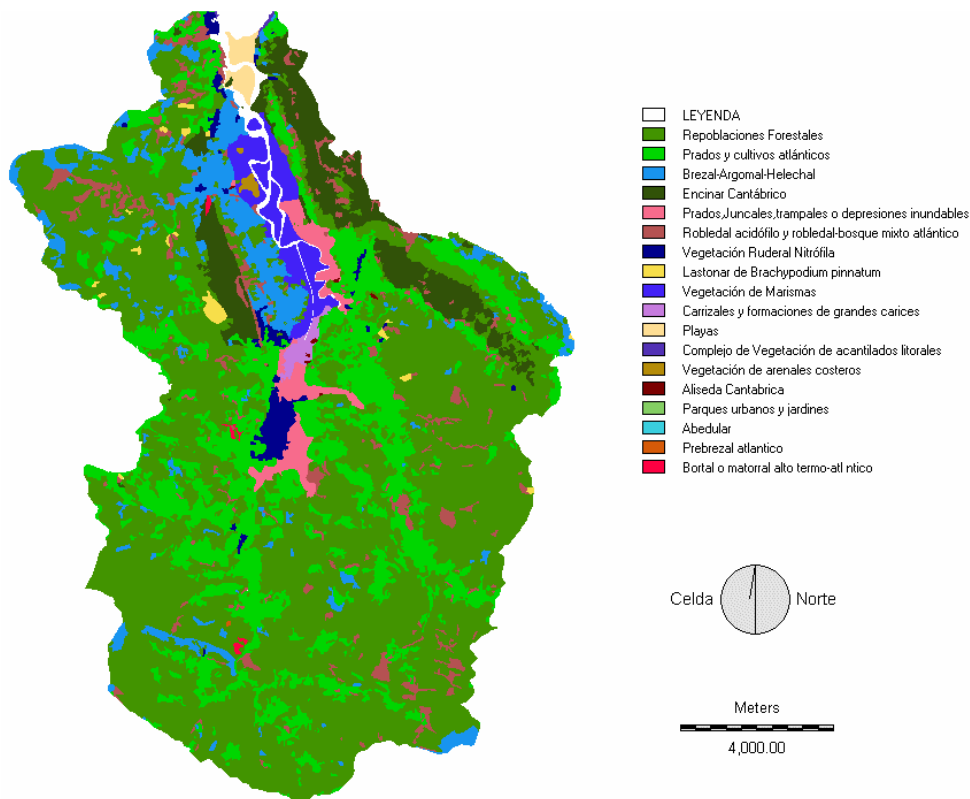 LEYENDA
Repoblaciones Forestales
Prados y cultivos atlánticos
Brezal-Argomal-Helechal
Encinar Cantábrico
Prados,Juncales,trampales o depresiones inundables
Robledal acidófilo y robledal-bosque mixto atlántico
Vegetación Ruderal Nitrófila
Lastonar de Brachypodium pinnatum
Vegetación de Marismas
Carrizales y formaciones de grandes carices
Playas
Complejo de Vegetación de acantilados litorales
Vegetación de arenales costeros
Aliseda Cantabrica
Parques urbanos y jardines
Abedular
Prebrezal atlantico
Bortal o matorral alto termo-atl ntico
Celda Norte
Meters
4,000.00